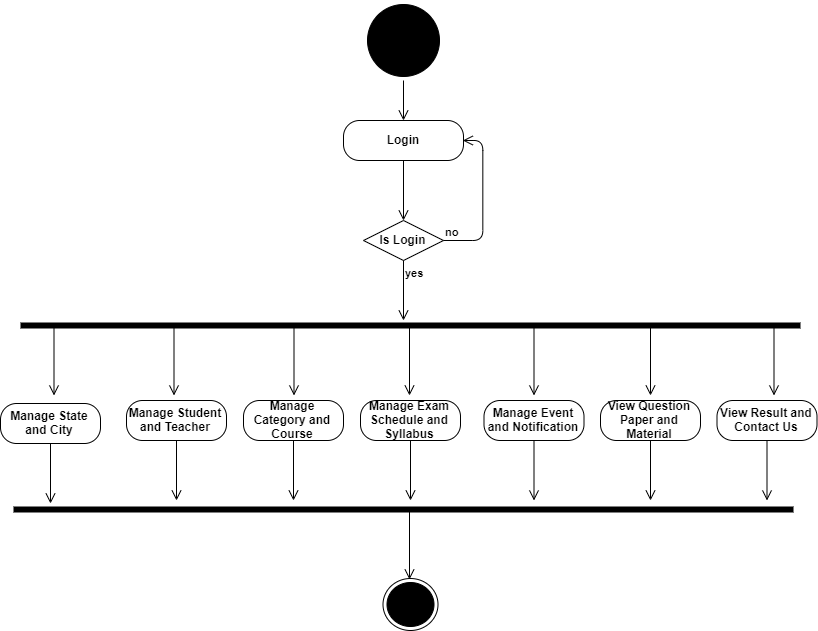 Login
Is Login
no
yes
Manage State
and City
Manage Student
and Teacher
Manage
Category and
Course
Manage Exam
Schedule and
Syllabus
Manage Event
and Notification
View Question
Paper and
Material
View Result and
Contact Us